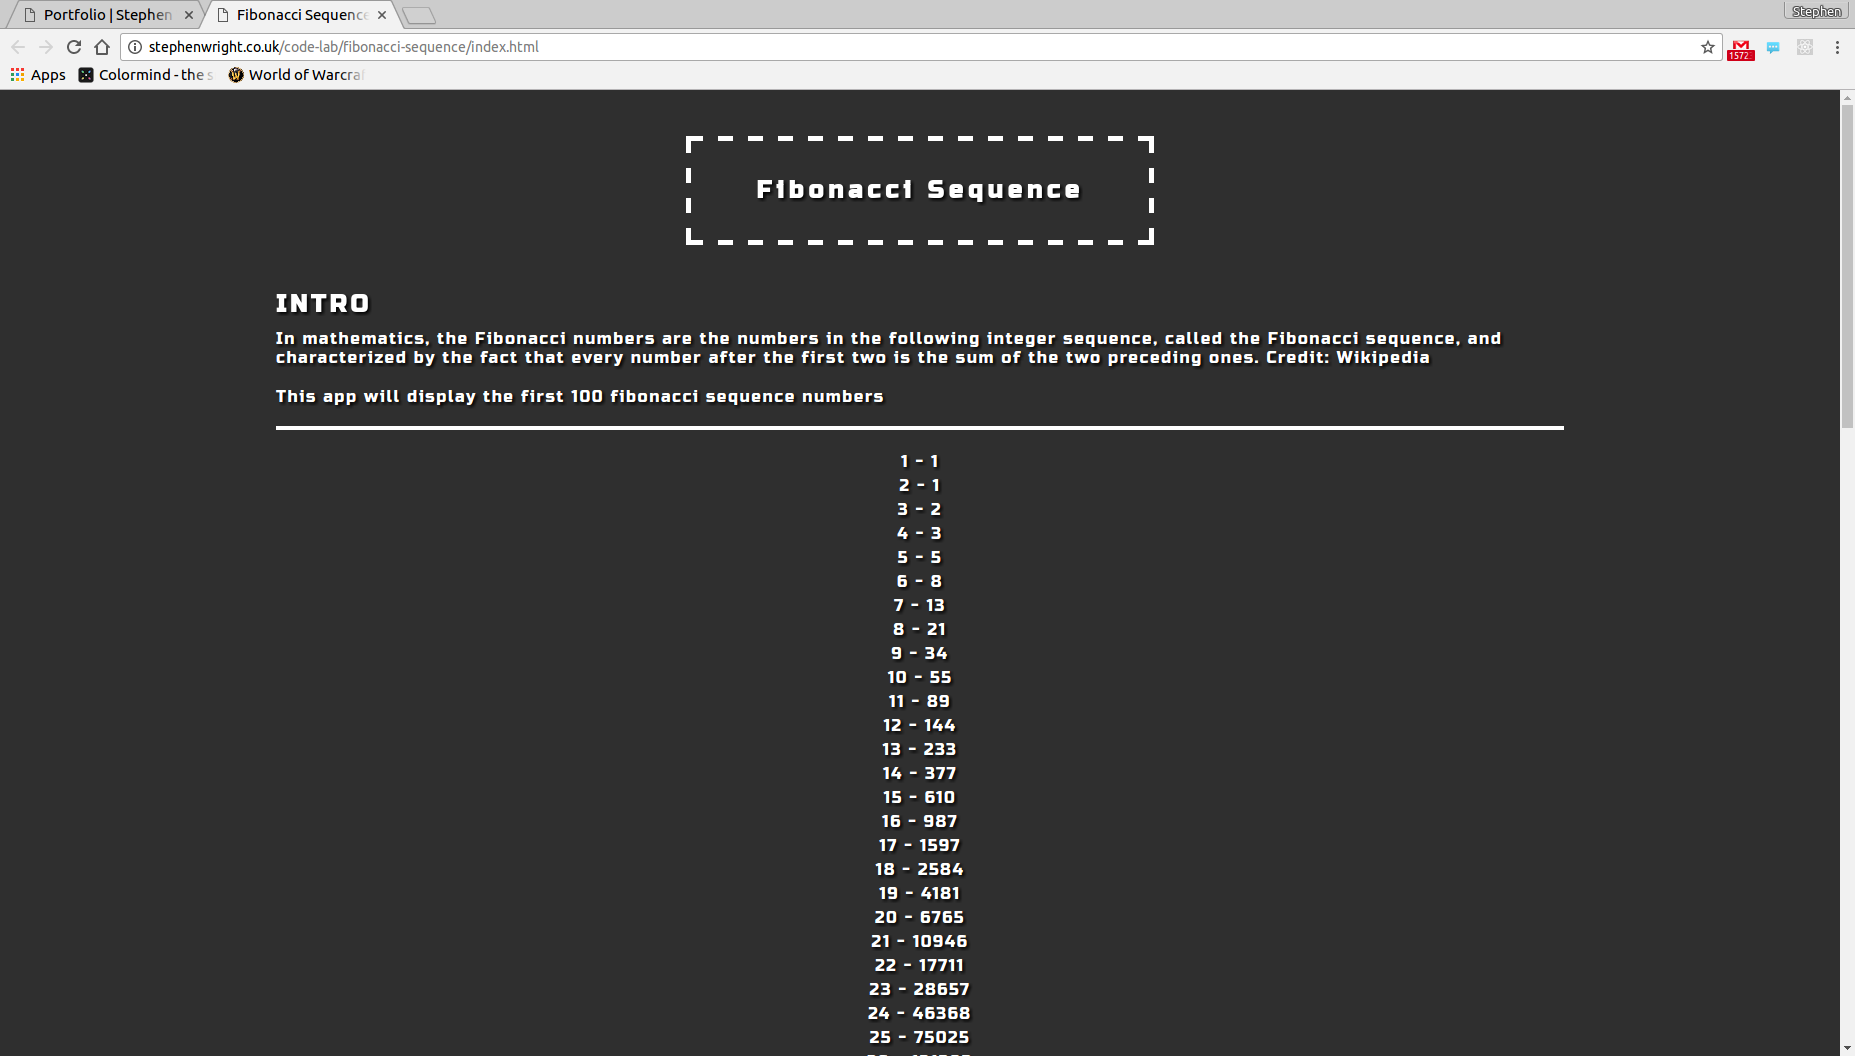 Portfolio | Stephen
Fibonacci Sequence
Stephen
stephenwright.co.uk/code-lab/fibonacci-sequence/index.html
1572
Apps
Colormind - the s
World of Warcraf
Fibonacci Sequence
INTRO
In mathematics, the Fibonacci numbers are the numbers in the following integer sequence, called the Fibonacci sequence, and
characterized by the fact that every number after the first two is the sum of the two preceding ones. Credit: Wikipedia
This app will display the first 100 fibonacci sequence numbers
1 - 1
2 - 1
3 - 2
4 - 3
5 - 5
6 - 8
7 - 13
8 - 21
9 - 34
10 - 55
11 - 89
12 - 144
13 - 233
14 - 377
15 - 610
16 - 987
17 - 1597
18 - 2584
19 - 4181
20 - 6765
21 - 10946
22 - 17711
23 - 28657
24 - 46368
25 - 75025